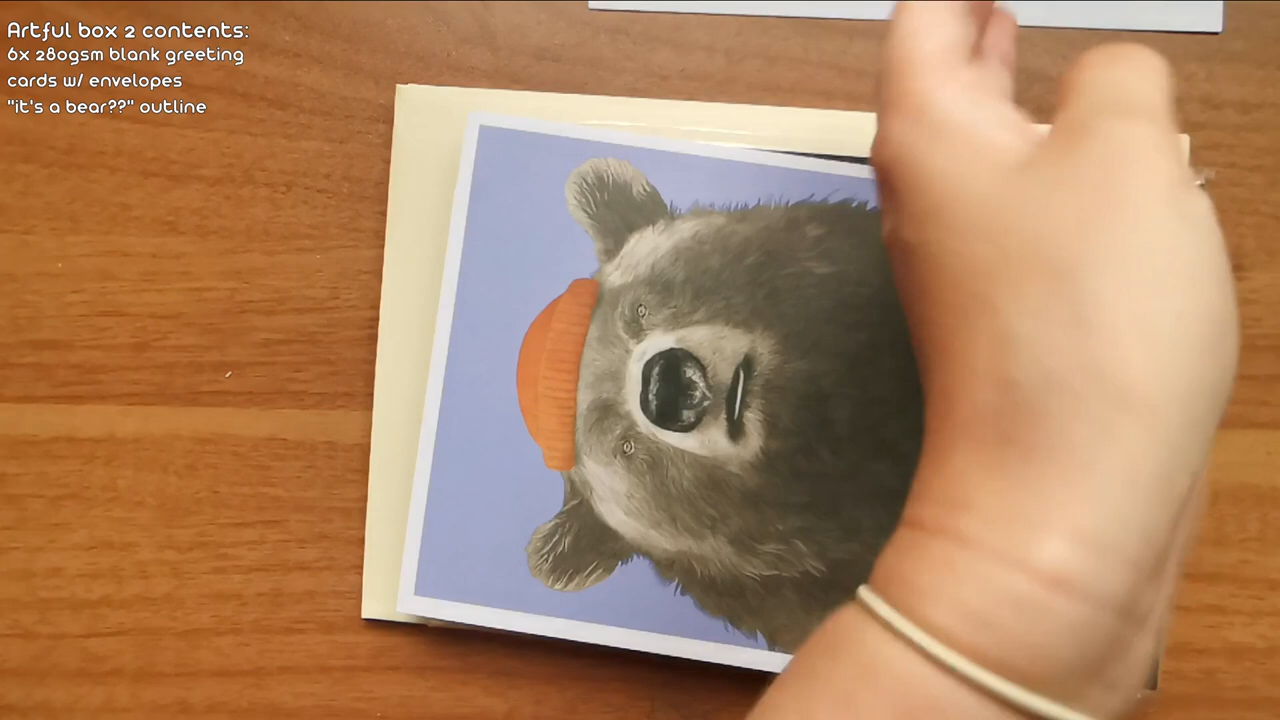 Artful box 2 contents:
6x 280gsm blank greeting
cards w/ envelopes
"it's a bear??" outline